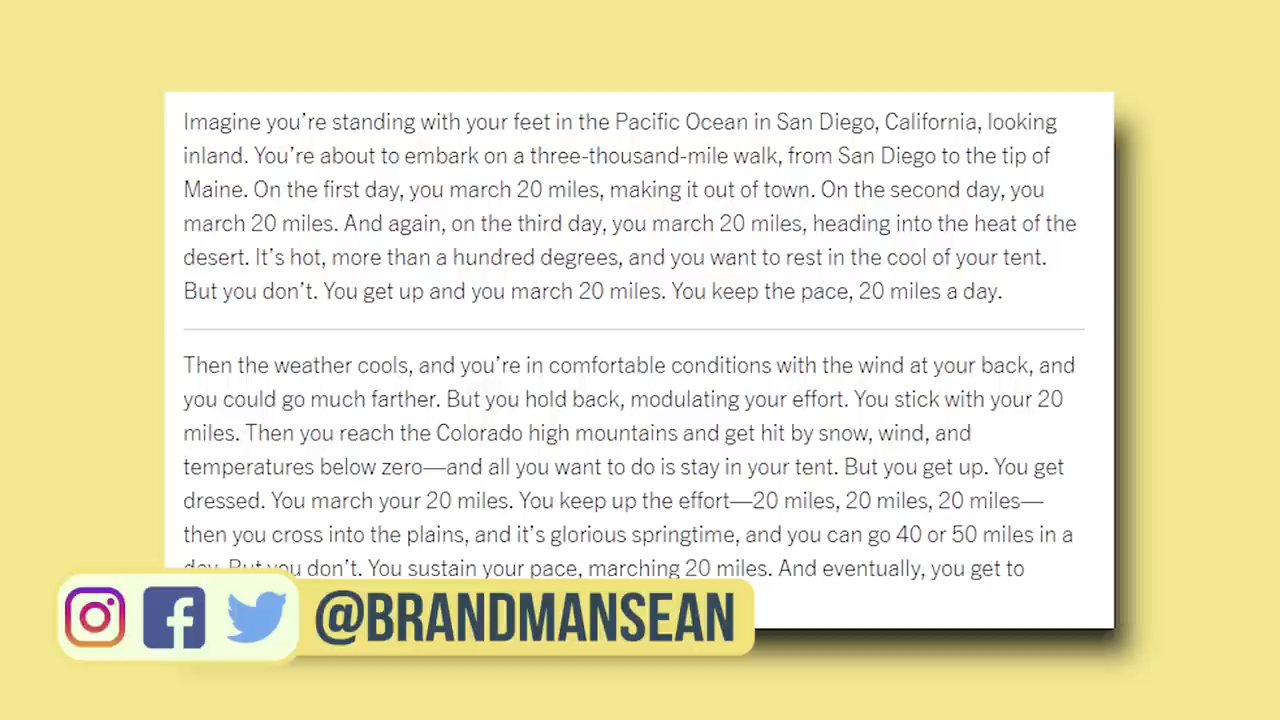 Imagine you’re standing with your feet in the Pacific Ocean in San Diego, California, looking
inland. You’re about to embark on a three-thousand-mile walk, from San Diego to the tip of
Maine. On the first day, you march 20 miles, making it out of town. On the second day, you
march 20 miles. And again, on the third day, you march 20 miles, heading into the heat of the
desert. It’s hot, more than a hundred degrees, and you want to rest in the cool of your tent.
But you don’t. You get up and you march 20 miles. You keep the pace, 20 miles a day.
Then the weather cools, and you’re in comfortable conditions with the wind at your back, and
you could go much farther. But you hold back, modulating your effort. You stick with your 20
miles. Then you reach the Colorado high mountains and get hit by snow, wind, and
temperatures below zero—and all you want to do is stay in your tent. But you get up. You get
dressed. You march your 20 miles. You keep up the effort—20 miles, 20 miles, 20 miles—
then you cross into the plains, and it’s glorious springtime, and you can go 40 or 50 miles in a
day. But you don’t. You sustain your pace, marching 20 miles. And eventually, you get to
@BRANDMANSEAN